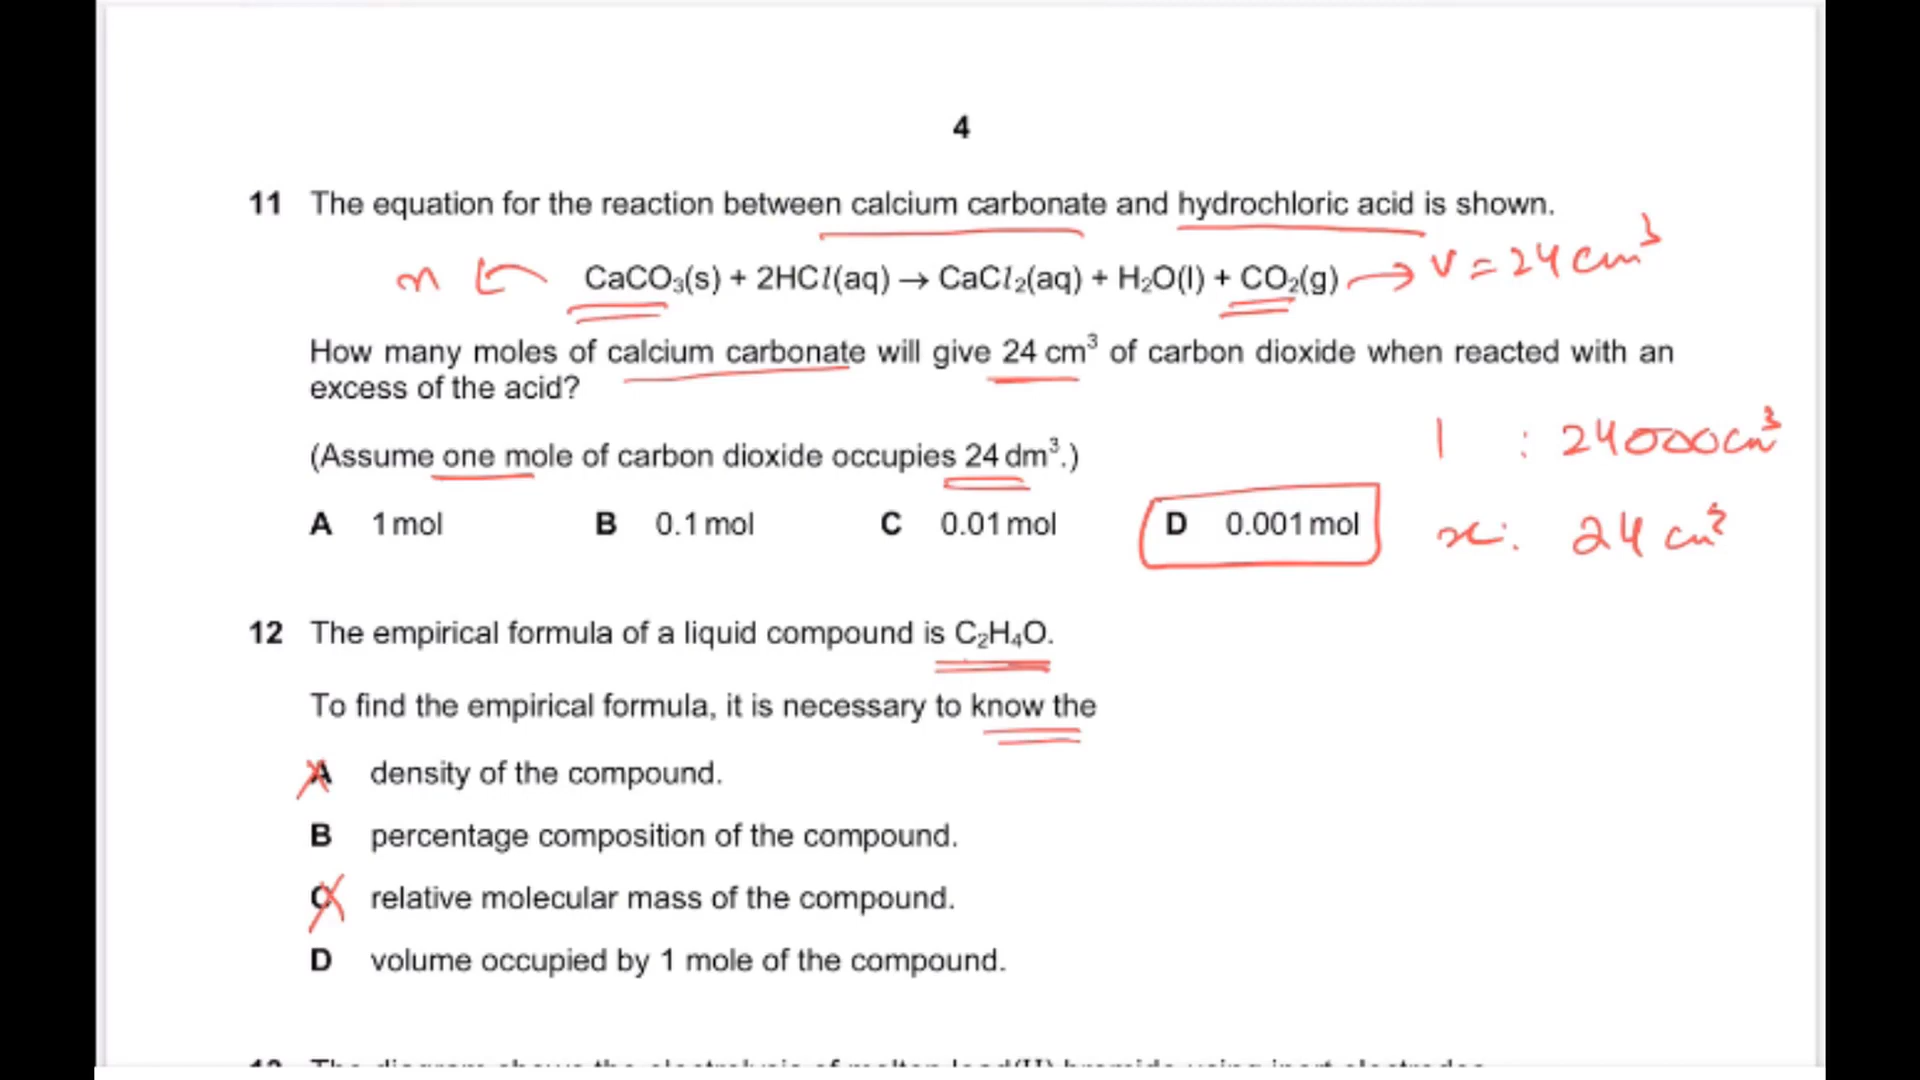 4
11 The equation for the reaction between calcium carbonate and hydrochloric acid is shown.
n CaCO₃(s) + 2HCl(aq) → CaCl₂(aq) + H₂O(l) + CO₂(g) → V = 24 cm³
How many moles of calcium carbonate will give 24 cm³ of carbon dioxide when reacted with an
excess of the acid?
1 : 24000cm³
(Assume one mole of carbon dioxide occupies 24 dm³.)
A 1 mol B 0.1 mol C 0.01 mol D 0.001 mol
x : 24 cm³
12 The empirical formula of a liquid compound is C₂H₄O.
To find the empirical formula, it is necessary to know the
A density of the compound.
B percentage composition of the compound.
C relative molecular mass of the compound.
D volume occupied by 1 mole of the compound.